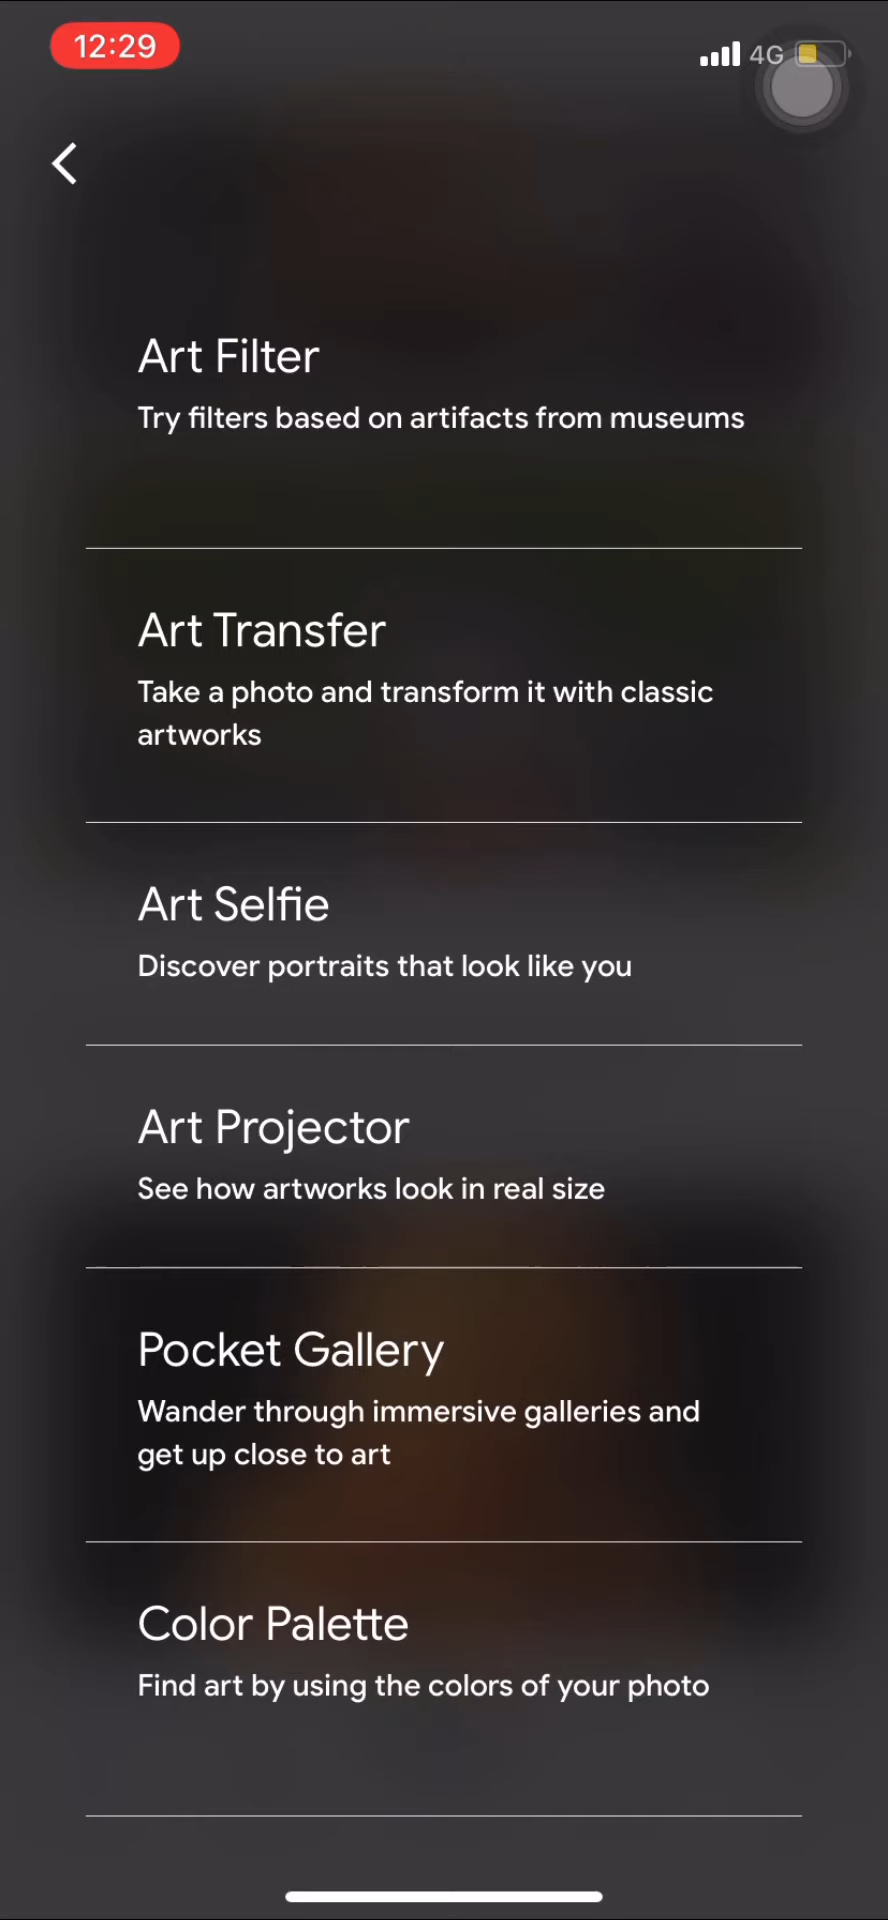 12:29
4G
Art Filter
Try filters based on artifacts from museums
Art Transfer
Take a photo and transform it with classic
artworks
Art Selfie
Discover portraits that look like you
Art Projector
See how artworks look in real size
Pocket Gallery
Wander through immersive galleries and
get up close to art
Color Palette
Find art by using the colors of your photo